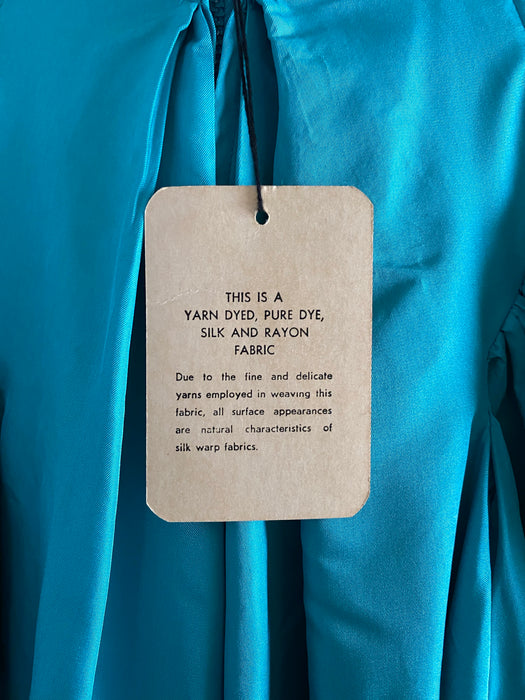 THIS IS A
YARN DYED, PURE DYE,
SILK AND RAYON
FABRIC
Due to the fine and delicate
yarns employed in weaving this
fabric, all surface appearances
are natural characteristics of
silk warp fabrics.